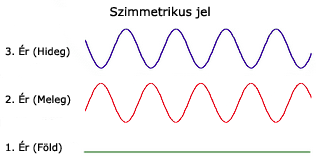 Szimmetrikus jel
3. Ér (Hideg)
2. Ér (Meleg)
1. Ér (Föld)